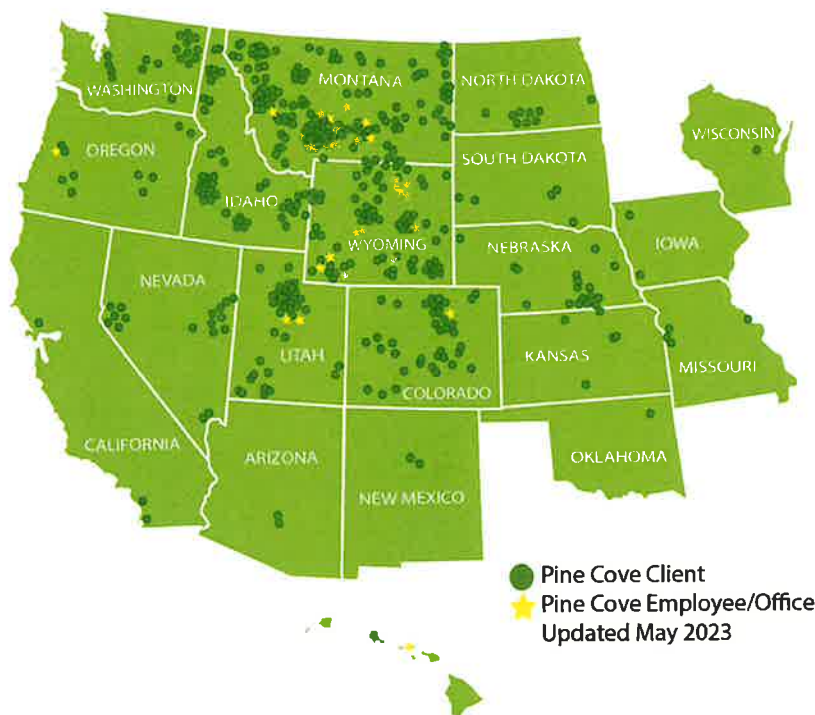 WASHINGTON
MONTANA
NORTH DAKOTA
WISCONSIN
OREGON
SOUTH DAKOTA
IDAHO
WYOMING
NEBRASKA
IOWA
NEVADA
UTAH
COLORADO
KANSAS
MISSOURI
CALIFORNIA
ARIZONA
NEW MEXICO
OKLAHOMA
Pine Cove Client
Pine Cove Employee/Office
Updated May 2023